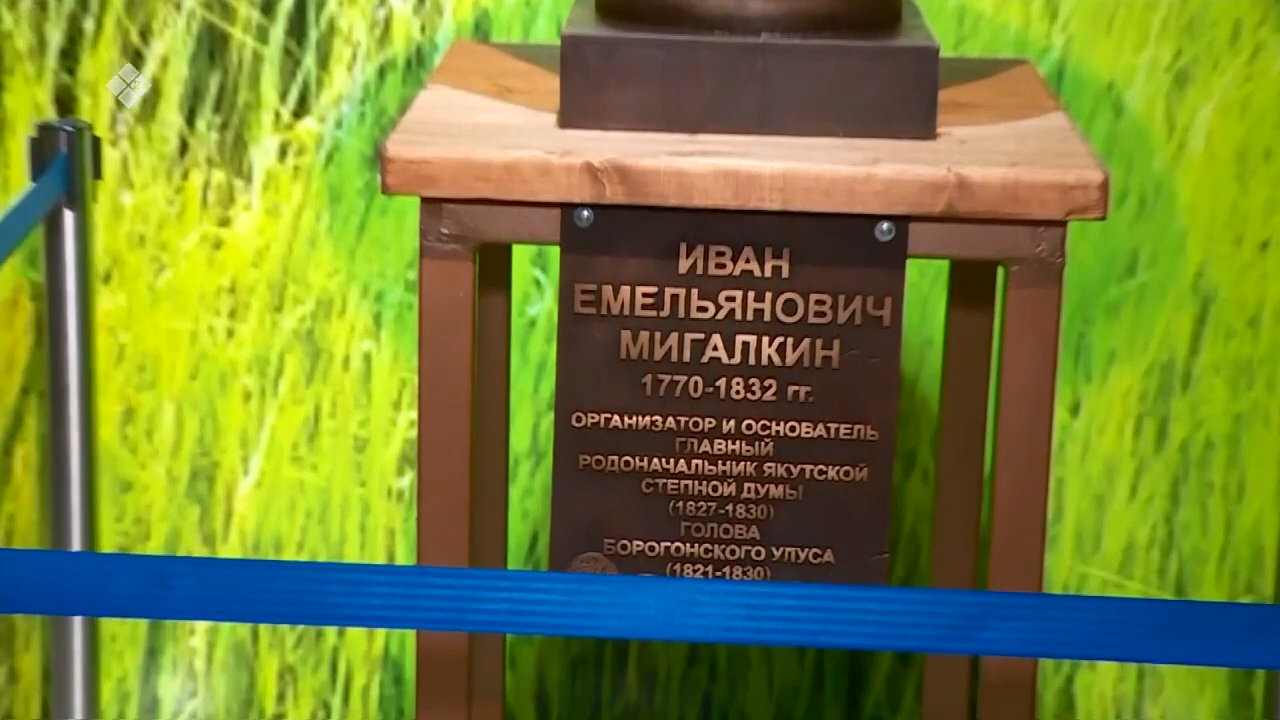 ИВАН
ЕМЕЛЬЯНОВИЧ
МИГАЛКИН
1770-1832 гг.
ОРГАНИЗАТОР И ОСНОВАТЕЛЬ
ГЛАВНЫЙ
РОДОНАЧАЛЬНИК ЯКУТСКОЙ
СТЕПНОЙ ДУМЫ
(1827-1830)
ГОЛОВА
БОРОГОНСКОГО УЛУСА
(1821-1830)